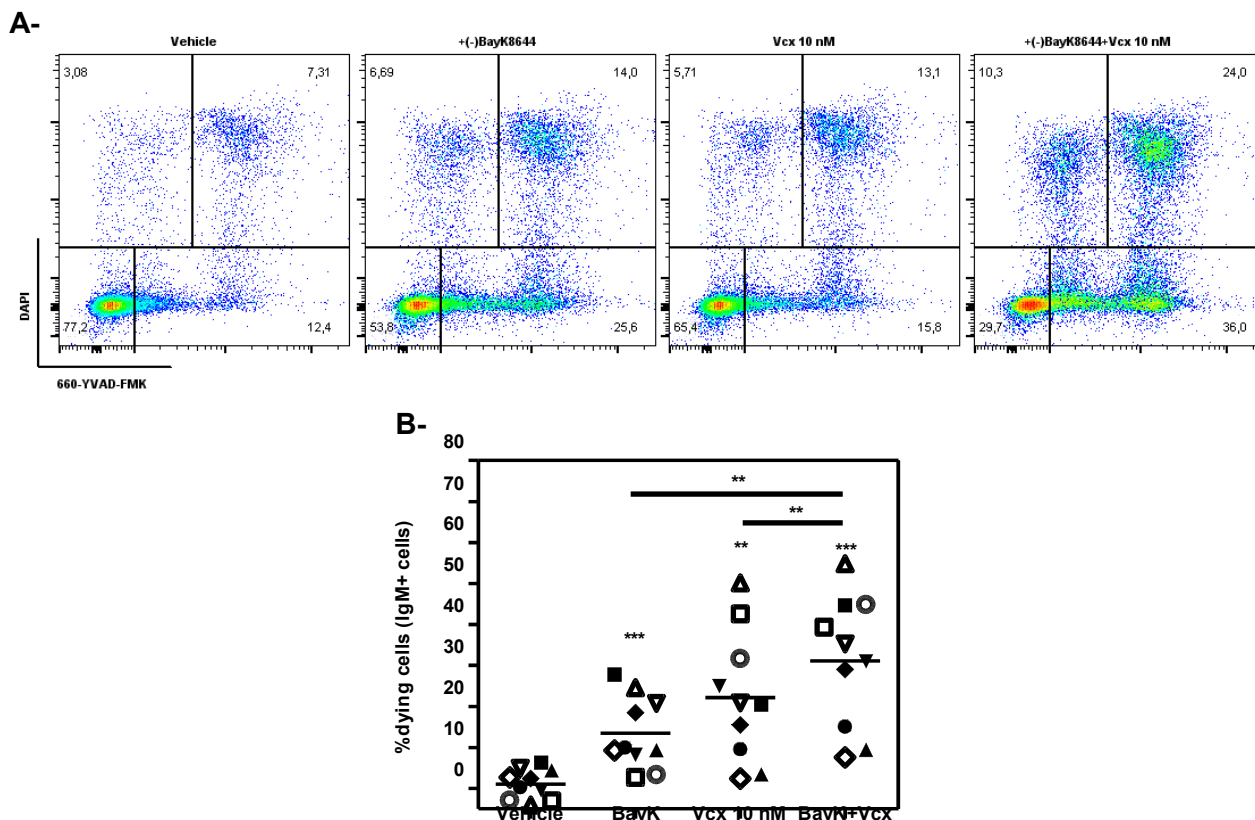 A-
Vehicle
+(-)BayK8644
Vcx 10 nM
+(-)BayK8644+Vcx 10 nM
3,08
7,31
6,69
14,0
5,71
13,1
10,3
24,0
77,2
12,4
53,8
25,6
65,4
15,8
29,7
36,0
DAPI
660-YVAD-FMK
B-
%dying cells (IgM+ cells)
80
70
60
50
40
30
20
10
0
**
**
**
***
***
Vehicle
BayK
Vcx 10 nM
BayK+Vcx